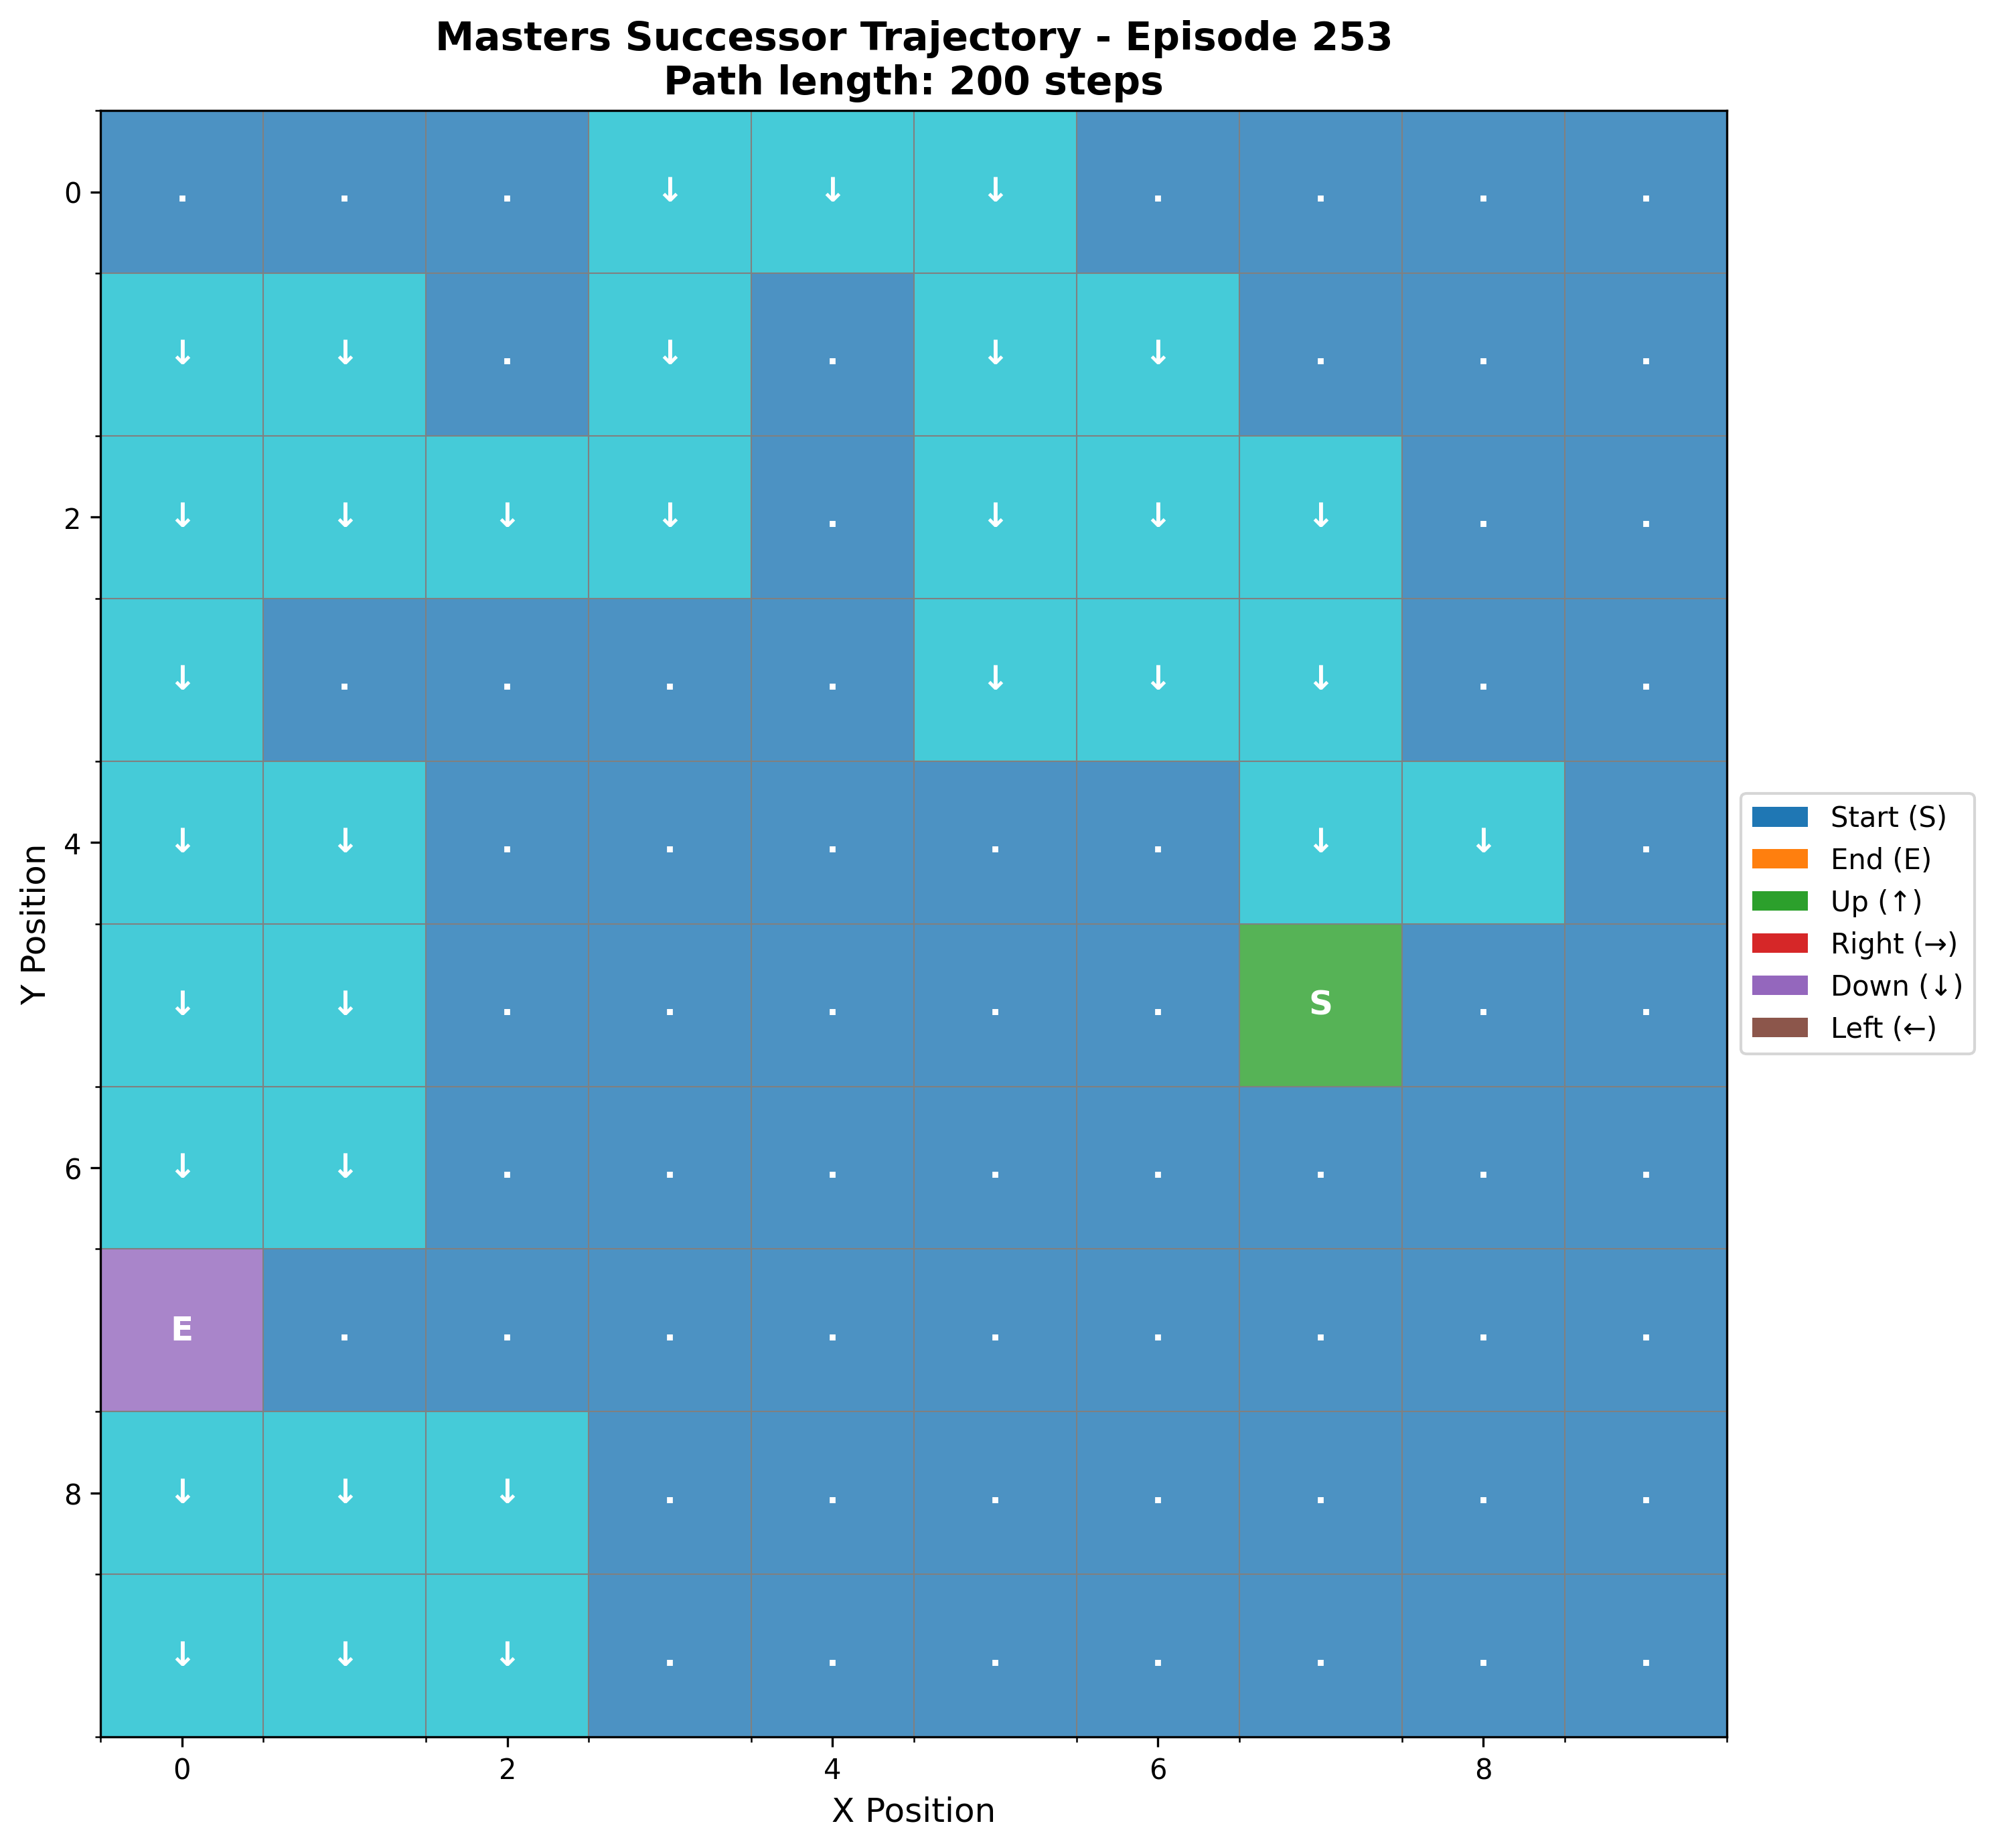 Masters Successor Trajectory - Episode 253
Path length: 200 steps
0 . . . ↓ ↓ ↓ . . . .
↓ ↓ . ↓ . ↓ ↓ . . .
2 ↓ ↓ ↓ ↓ . ↓ ↓ ↓ . .
↓ . . . . ↓ ↓ ↓ . .
4 ↓ ↓ . . . . . ↓ ↓ .
↓ ↓ . . . . . S . .
6 ↓ ↓ . . . . . . . .
E . . . . . . . . .
8 ↓ ↓ ↓ . . . . . . .
↓ ↓ ↓ . . . . . . .
0 2 4 6 8
X Position
Y Position
Start (S)
End (E)
Up (↑)
Right (→)
Down (↓)
Left (←)